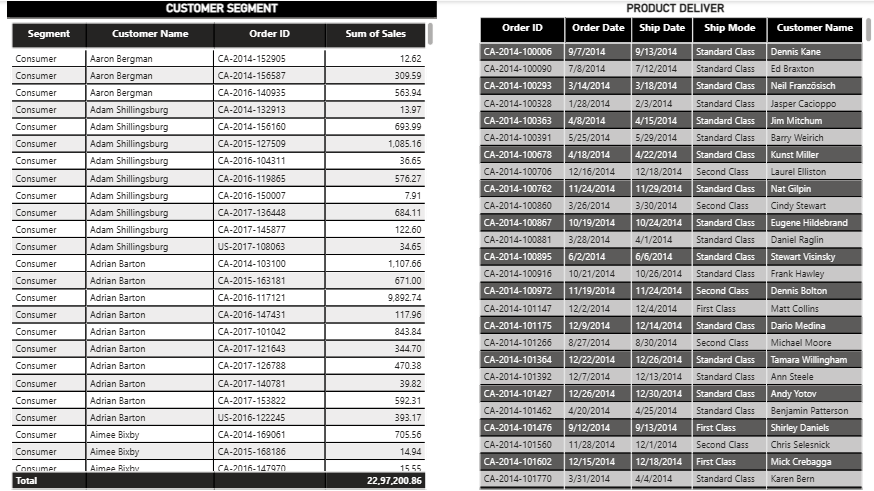 CUSTOMER SEGMENT
Segment Customer Name Order ID Sum of Sales
Consumer Aaron Bergman CA-2014-152905 12.62
Consumer Aaron Bergman CA-2014-156587 309.59
Consumer Aaron Bergman CA-2016-140935 563.94
Consumer Adam Shillingsburg CA-2014-132913 13.97
Consumer Adam Shillingsburg CA-2014-156160 693.99
Consumer Adam Shillingsburg CA-2015-127509 1,085.16
Consumer Adam Shillingsburg CA-2016-104311 36.65
Consumer Adam Shillingsburg CA-2016-119865 576.27
Consumer Adam Shillingsburg CA-2016-150007 7.91
Consumer Adam Shillingsburg CA-2017-136448 684.11
Consumer Adam Shillingsburg CA-2017-145877 122.60
Consumer Adam Shillingsburg US-2017-108063 34.65
Consumer Adrian Barton CA-2014-103100 1,107.66
Consumer Adrian Barton CA-2015-163181 671.00
Consumer Adrian Barton CA-2016-117121 9,892.74
Consumer Adrian Barton CA-2016-147431 117.96
Consumer Adrian Barton CA-2017-101042 843.84
Consumer Adrian Barton CA-2017-121643 344.70
Consumer Adrian Barton CA-2017-126788 470.38
Consumer Adrian Barton CA-2017-140781 39.82
Consumer Adrian Barton CA-2017-153822 592.31
Consumer Adrian Barton US-2016-122245 393.17
Consumer Aimee Bixby CA-2014-169061 705.56
Consumer Aimee Bixby CA-2015-168186 14.94
Consumer Aimee Bixby CA-2016-147970 15.55
Total 22,97,200.86
PRODUCT DELIVER
Order ID Order Date Ship Date Ship Mode Customer Name
CA-2014-100006 9/7/2014 9/13/2014 Standard Class Dennis Kane
CA-2014-100090 7/8/2014 7/12/2014 Standard Class Ed Braxton
CA-2014-100293 3/14/2014 3/18/2014 Standard Class Neil Französisch
CA-2014-100328 1/28/2014 2/3/2014 Standard Class Jasper Cacioppo
CA-2014-100363 4/8/2014 4/15/2014 Standard Class Jim Mitchum
CA-2014-100391 5/25/2014 5/29/2014 Standard Class Barry Weirich
CA-2014-100678 4/18/2014 4/22/2014 Standard Class Kunst Miller
CA-2014-100706 12/16/2014 12/18/2014 Second Class Laurel Elliston
CA-2014-100762 11/24/2014 11/29/2014 Standard Class Nat Gilpin
CA-2014-100860 3/26/2014 3/30/2014 Second Class Cindy Stewart
CA-2014-100867 10/19/2014 10/24/2014 Standard Class Eugene Hildebrand
CA-2014-100881 3/28/2014 4/1/2014 Standard Class Daniel Raglin
CA-2014-100895 6/2/2014 6/6/2014 Standard Class Stewart Visinsky
CA-2014-100916 10/21/2014 10/26/2014 Standard Class Frank Hawley
CA-2014-100972 11/19/2014 11/24/2014 Second Class Dennis Bolton
CA-2014-101147 12/2/2014 12/4/2014 First Class Matt Collins
CA-2014-101175 12/9/2014 12/14/2014 Standard Class Dario Medina
CA-2014-101266 8/27/2014 8/30/2014 Second Class Michael Moore
CA-2014-101364 12/22/2014 12/26/2014 Standard Class Tamara Willingham
CA-2014-101392 12/7/2014 12/13/2014 Standard Class Ann Steele
CA-2014-101427 12/26/2014 12/30/2014 Standard Class Andy Yotov
CA-2014-101462 4/20/2014 4/25/2014 Standard Class Benjamin Patterson
CA-2014-101476 9/12/2014 9/13/2014 First Class Shirley Daniels
CA-2014-101560 11/28/2014 12/1/2014 Second Class Chris Selesnick
CA-2014-101602 12/15/2014 12/18/2014 First Class Mick Crebagga
CA-2014-101770 3/31/2014 4/4/2014 Standard Class Karen Bern